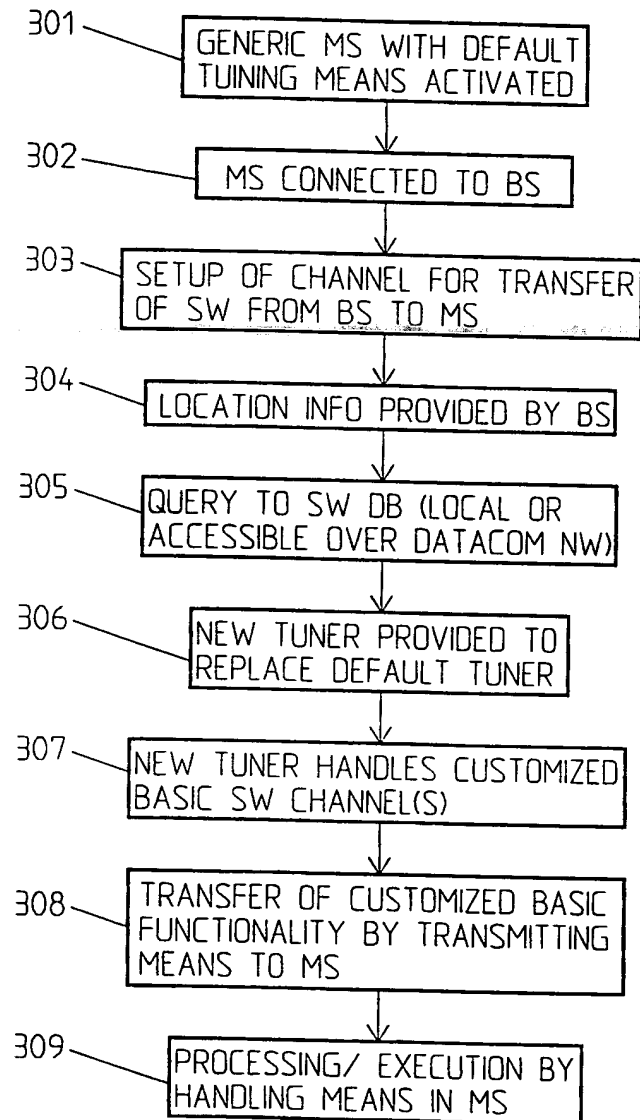 301
GENERIC MS WITH DEFAULT
TUINING MEANS ACTIVATED
302
MS CONNECTED TO BS
303
SETUP OF CHANNEL FOR TRANSFER
OF SW FROM BS TO MS
304
LOCATION INFO PROVIDED BY BS
305
QUERY TO SW DB (LOCAL OR
ACCESSIBLE OVER DATACOM NW)
306
NEW TUNER PROVIDED TO
REPLACE DEFAULT TUNER
307
NEW TUNER HANDLES CUSTOMIZED
BASIC SW CHANNEL(S)
308
TRANSFER OF CUSTOMIZED BASIC
FUNCTIONALITY BY TRANSMITTING
MEANS TO MS
309
PROCESSING/ EXECUTION BY
HANDLING MEANS IN MS